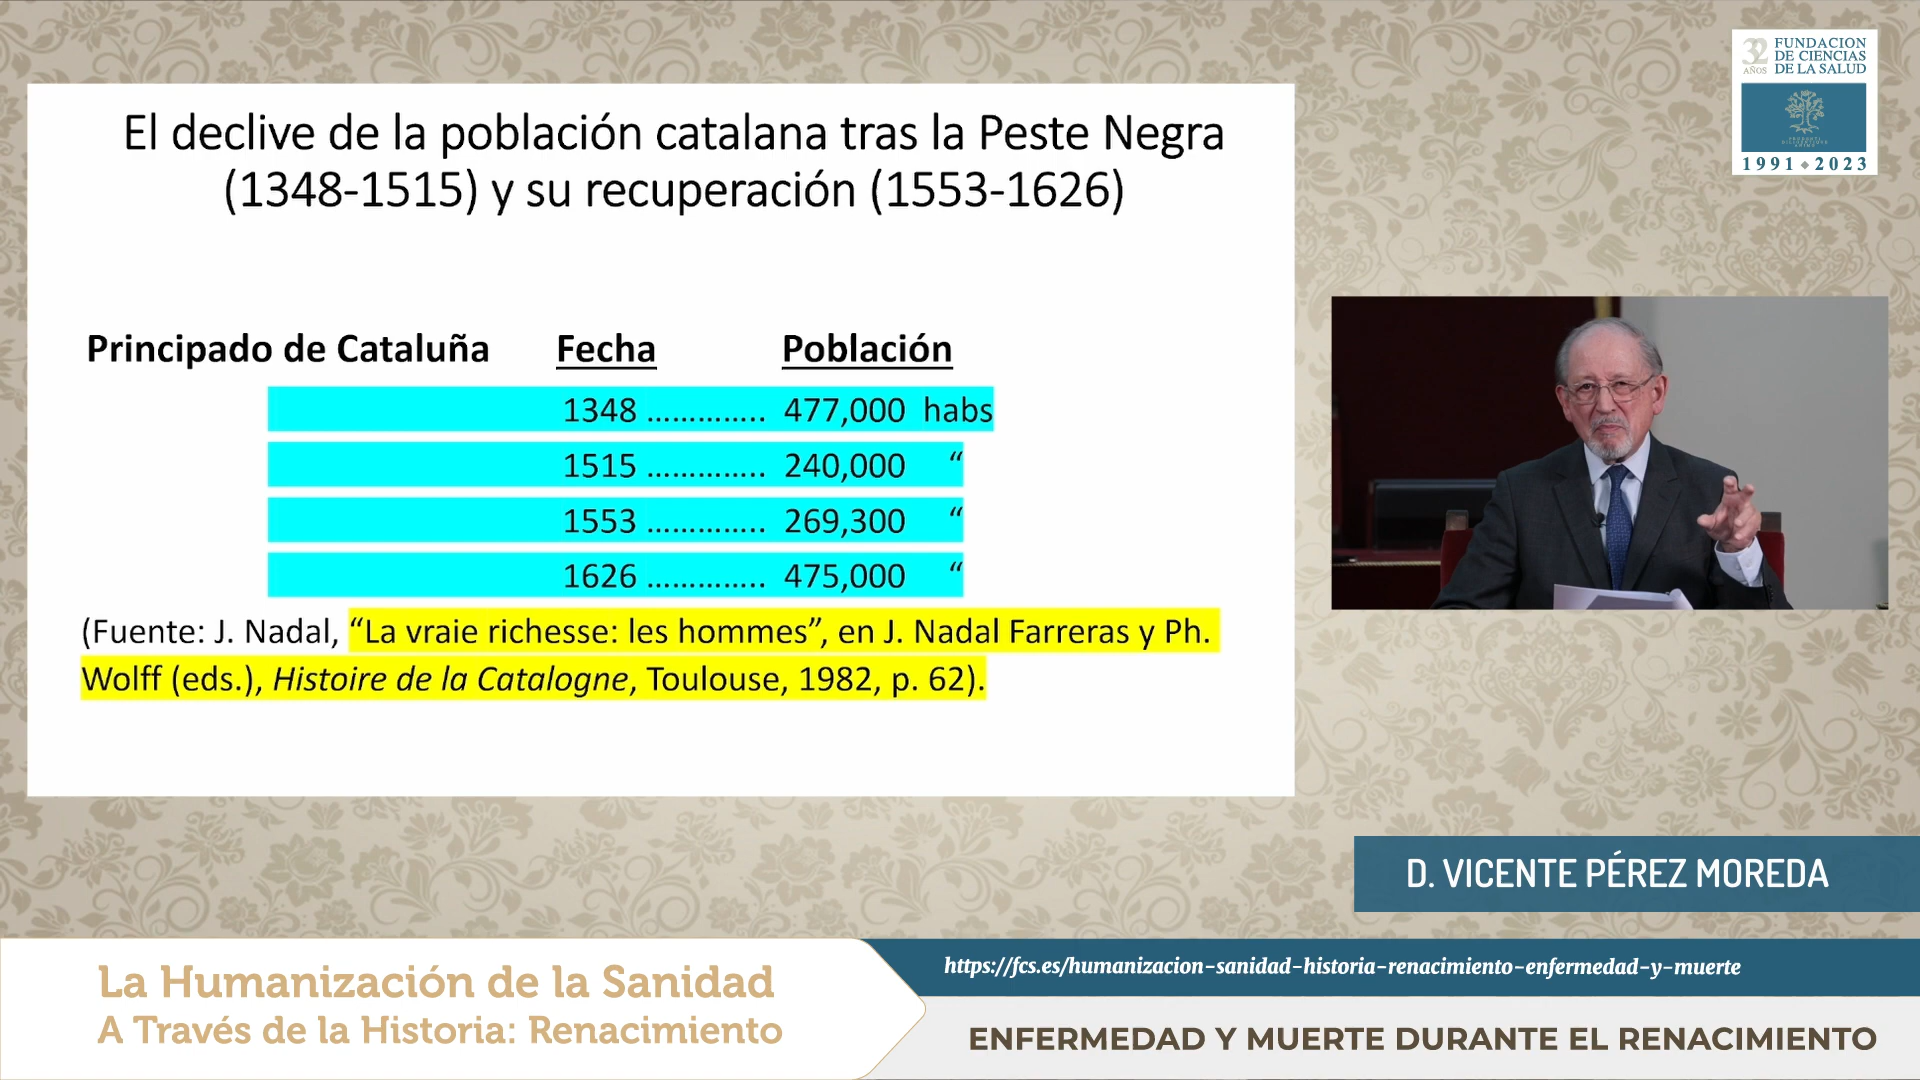 El declive de la población catalana tras la Peste Negra
(1348-1515) y su recuperación (1553-1626)
Principado de Cataluña Fecha Población
1348 .............. 477,000 habs
1515 .............. 240,000 “
1553 .............. 269,300 “
1626 .............. 475,000 “
(Fuente: J. Nadal, “La vraie richesse: les hommes”, en J. Nadal Farreras y Ph.
Wolff (eds.), Histoire de la Catalogne, Toulouse, 1982, p. 62).
32 AÑOS
FUNDACION
DE CIENCIAS
DE LA SALUD
1991 ◆ 2023
D. VICENTE PÉREZ MOREDA
La Humanización de la Sanidad
A Través de la Historia: Renacimiento
https://fcs.es/humanizacion-sanidad-historia-renacimiento-enfermedad-y-muerte
ENFERMEDAD Y MUERTE DURANTE EL RENACIMIENTO